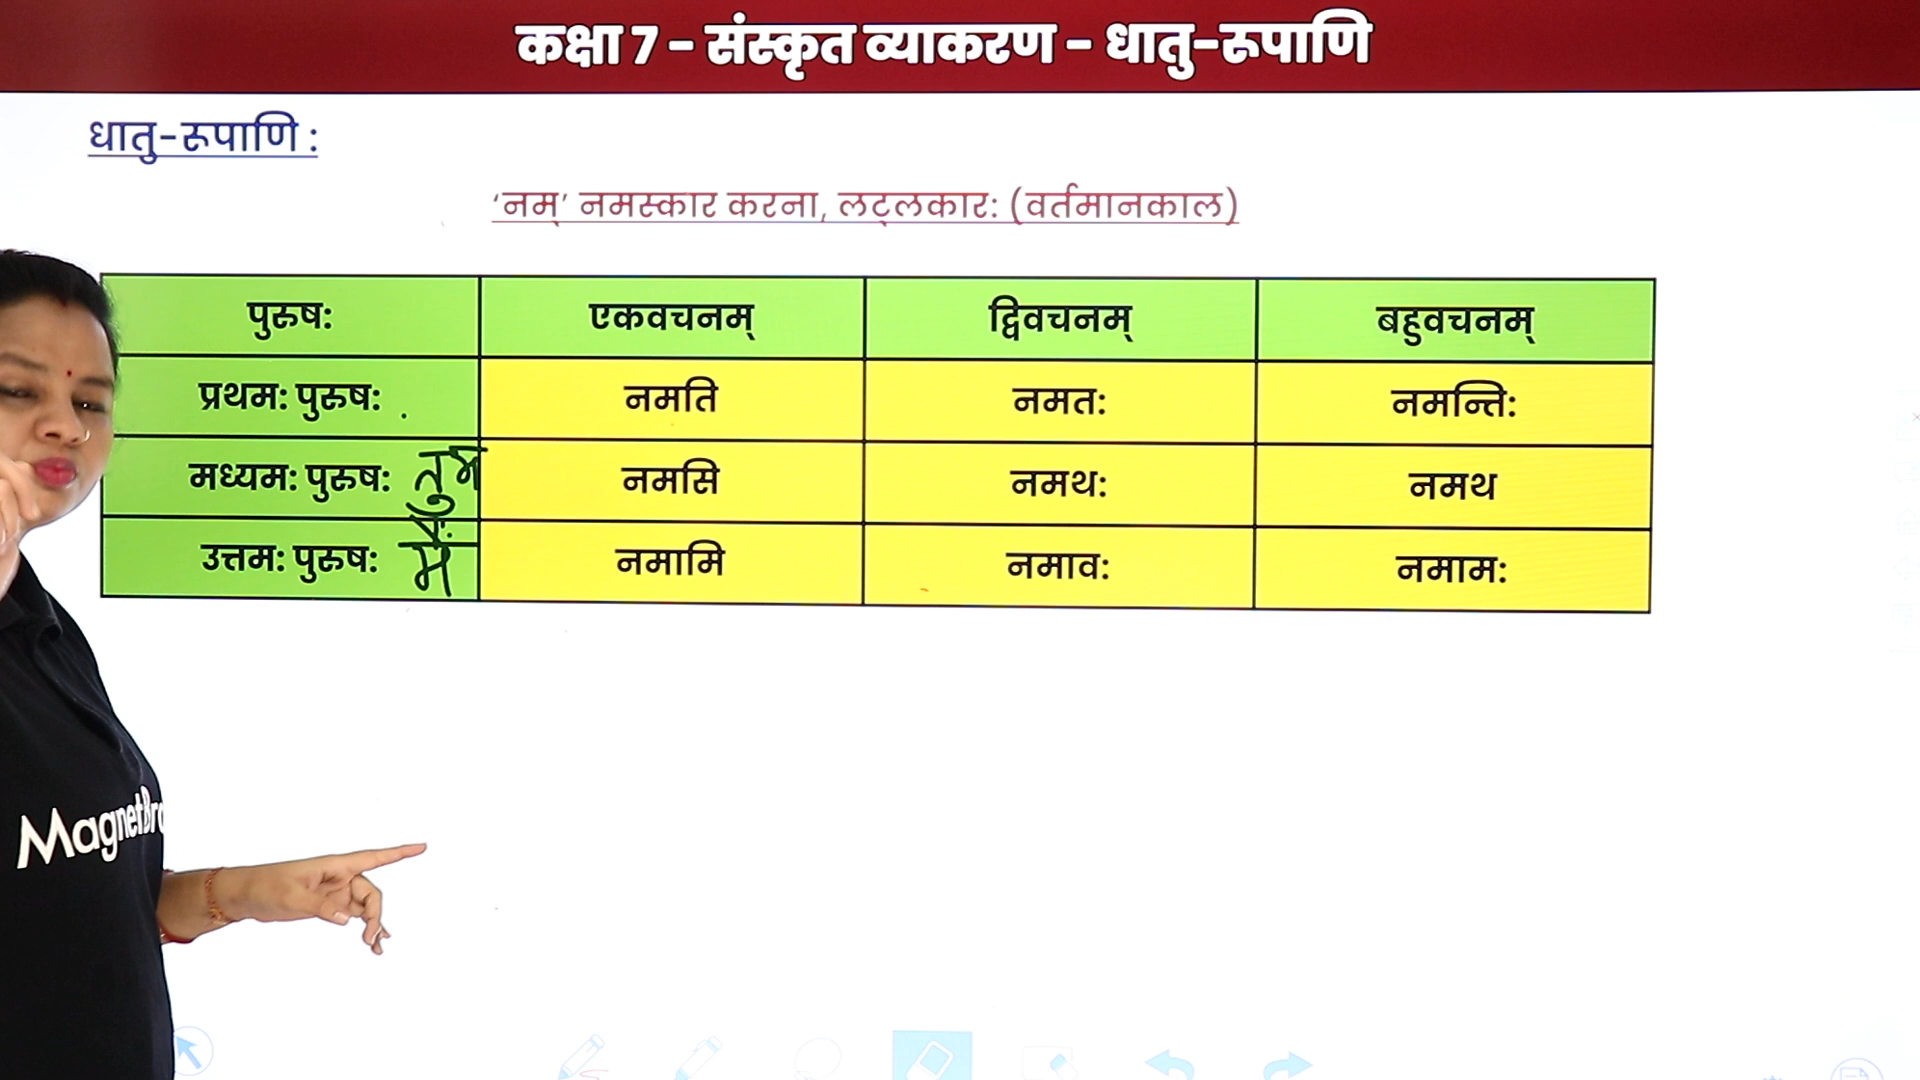 कक्षा 7 - संस्कृत व्याकरण - धातु-रूपाणि
धातु-रूपाणि :
‘नम्’ नमस्कार करना, लट्लकार: (वर्तमानकाल)
पुरुष: एकवचनम् द्विवचनम् बहुवचनम्
प्रथम: पुरुष: नमति नमत: नमन्ति:
मध्यम: पुरुष: तुम नमसि नमथ: नमथ
उत्तम: पुरुष: मैं नमामि नमाव: नमाम:
MagnetBra